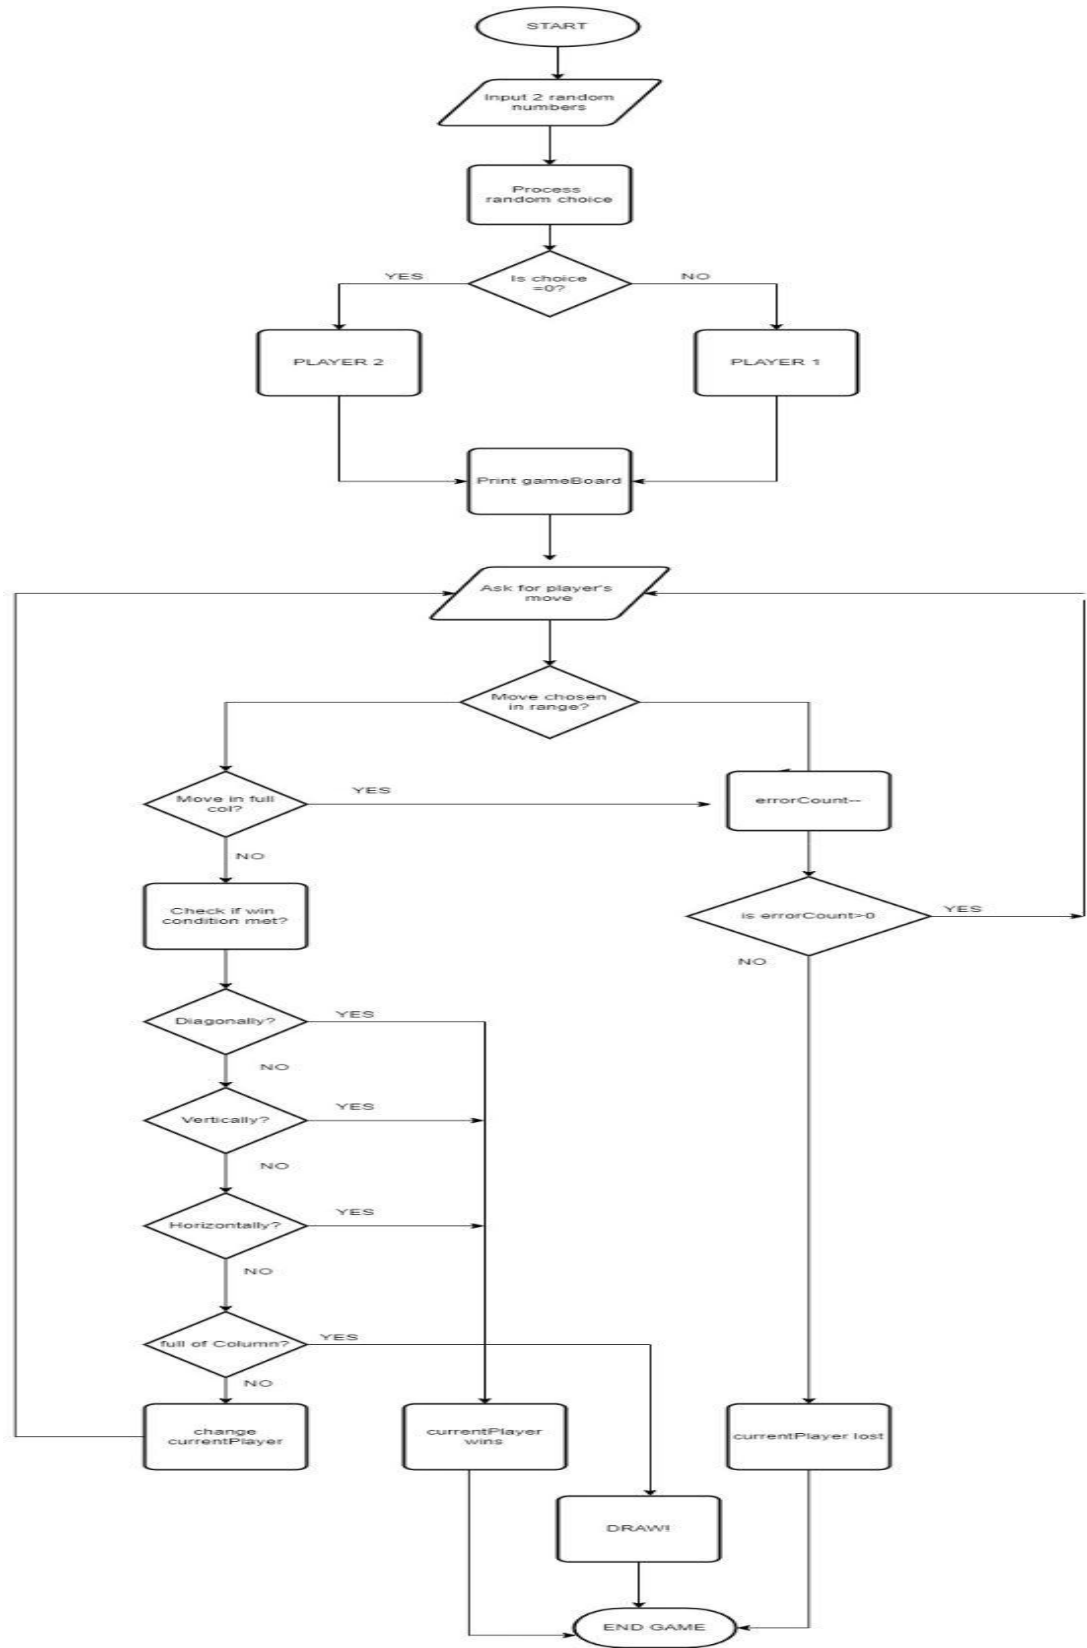 START
Input 2 random
numbers
Process
random choice
Is choice
=0?
YES
NO
PLAYER 2
PLAYER 1
Print gameBoard
Ask for player's
move
Move chosen
in range?
Move in full
col?
YES
errorCount--
NO
Check if win
condition met?
is errorCount>0
YES
NO
Diagonally?
YES
NO
Vertically?
YES
NO
Horizontally?
YES
NO
full of Column?
YES
NO
change
currentPlayer
currentPlayer
wins
currentPlayer lost
DRAW!
END GAME